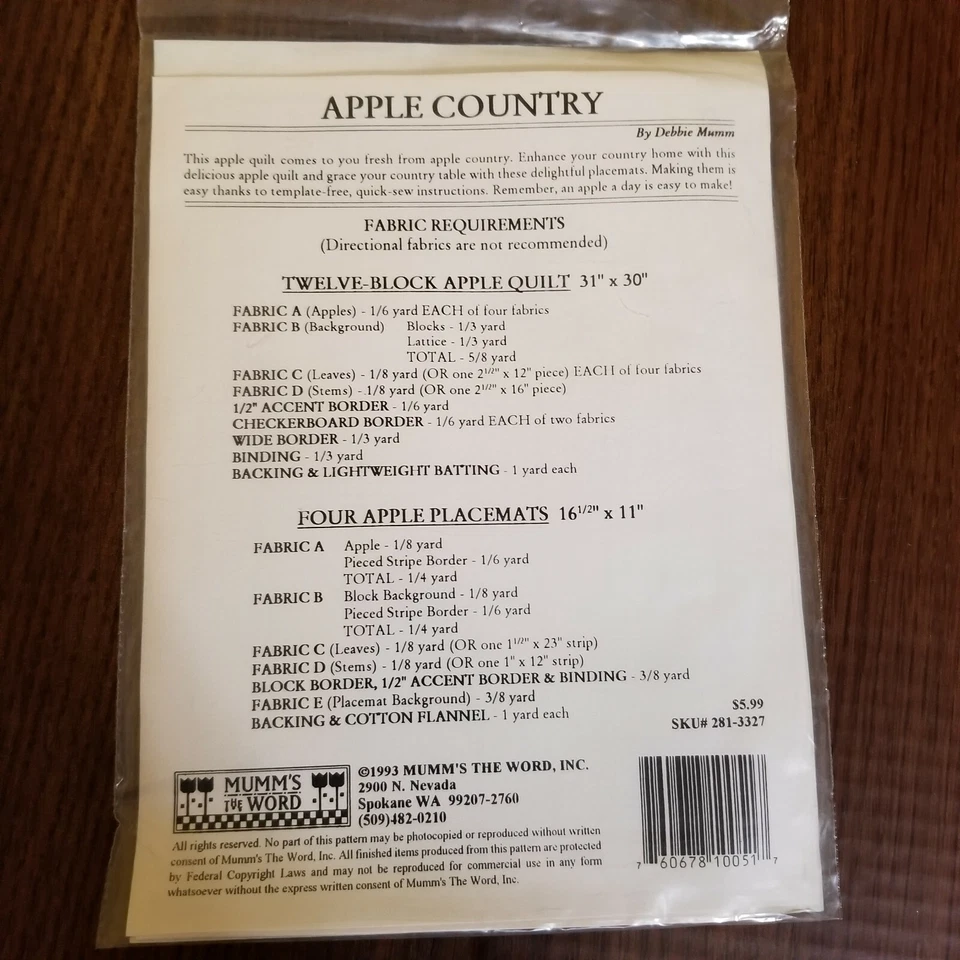 APPLE COUNTRY
By Debbie Mumm
This apple quilt comes to you fresh from apple country. Enhance your country home with this
delicious apple quilt and grace your country table with these delightful placemats. Making them is
easy thanks to template-free, quick-sew instructions. Remember, an apple a day is easy to make!
FABRIC REQUIREMENTS
(Directional fabrics are not recommended)
TWELVE-BLOCK APPLE QUILT 31" x 30"
FABRIC A (Apples) - 1/6 yard EACH of four fabrics
FABRIC B (Background) Blocks - 1/3 yard
Lattice - 1/3 yard
TOTAL - 5/8 yard
FABRIC C (Leaves) - 1/8 yard (OR one 2 1/2" x 12" piece) EACH of four fabrics
FABRIC D (Stems) - 1/8 yard (OR one 2 1/2" x 16" piece)
1/2" ACCENT BORDER - 1/6 yard
CHECKERBOARD BORDER - 1/6 yard EACH of two fabrics
WIDE BORDER - 1/3 yard
BINDING - 1/3 yard
BACKING & LIGHTWEIGHT BATTING - 1 yard each
FOUR APPLE PLACEMATS 16 1/2" x 11"
FABRIC A Apple - 1/8 yard
Pieced Stripe Border - 1/6 yard
TOTAL - 1/4 yard
FABRIC B Block Background - 1/8 yard
Pieced Stripe Border - 1/6 yard
TOTAL - 1/4 yard
FABRIC C (Leaves) - 1/8 yard (OR one 1 1/2" x 23" strip)
FABRIC D (Stems) - 1/8 yard (OR one 1" x 12" strip)
BLOCK BORDER, 1/2" ACCENT BORDER & BINDING - 3/8 yard
FABRIC E (Placemat Background) - 3/8 yard
BACKING & COTTON FLANNEL - 1 yard each
$5.99
SKU# 281-3327
MUMM'S
THE WORD
©1993 MUMM'S THE WORD, INC.
2900 N. Nevada
Spokane WA 99207-2760
(509)482-0210
All rights reserved. No part of this pattern may be photocopied or reproduced without written
consent of Mumm's The Word, Inc. All finished items produced from this pattern are protected
by Federal Copyright Laws and may not be reproduced for commercial use in any form
whatsoever without the express written consent of Mumm's The Word, Inc.
7 60678 10051 7